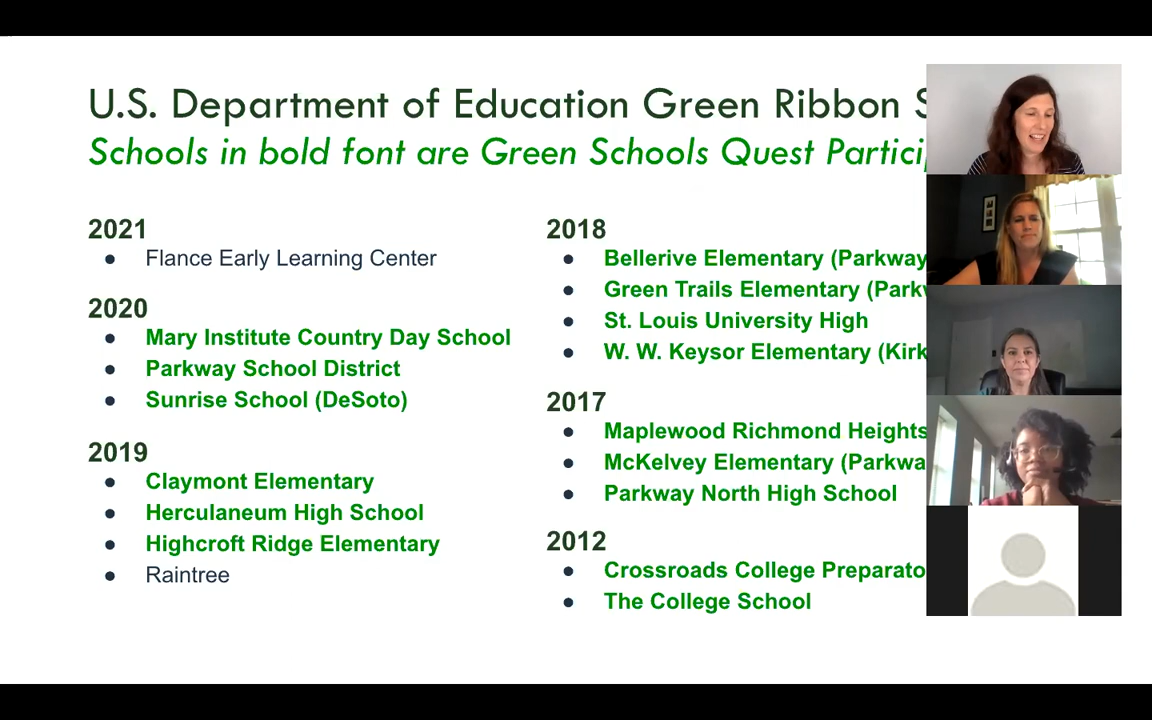 U.S. Department of Education Green Ribbon
Schools in bold font are Green Schools Quest
2021
● Flance Early Learning Center
2020
● Mary Institute Country Day School
● Parkway School District
● Sunrise School (DeSoto)
2019
● Claymont Elementary
● Herculaneum High School
● Highcroft Ridge Elementary
● Raintree
2018
● Bellerive Elementary (Parkway
● Green Trails Elementary
● St. Louis University High
● W. W. Keysor Elementary
2017
● Maplewood Richmond Heights
● McKelvey Elementary
● Parkway North High School
2012
● Crossroads College
● The College School